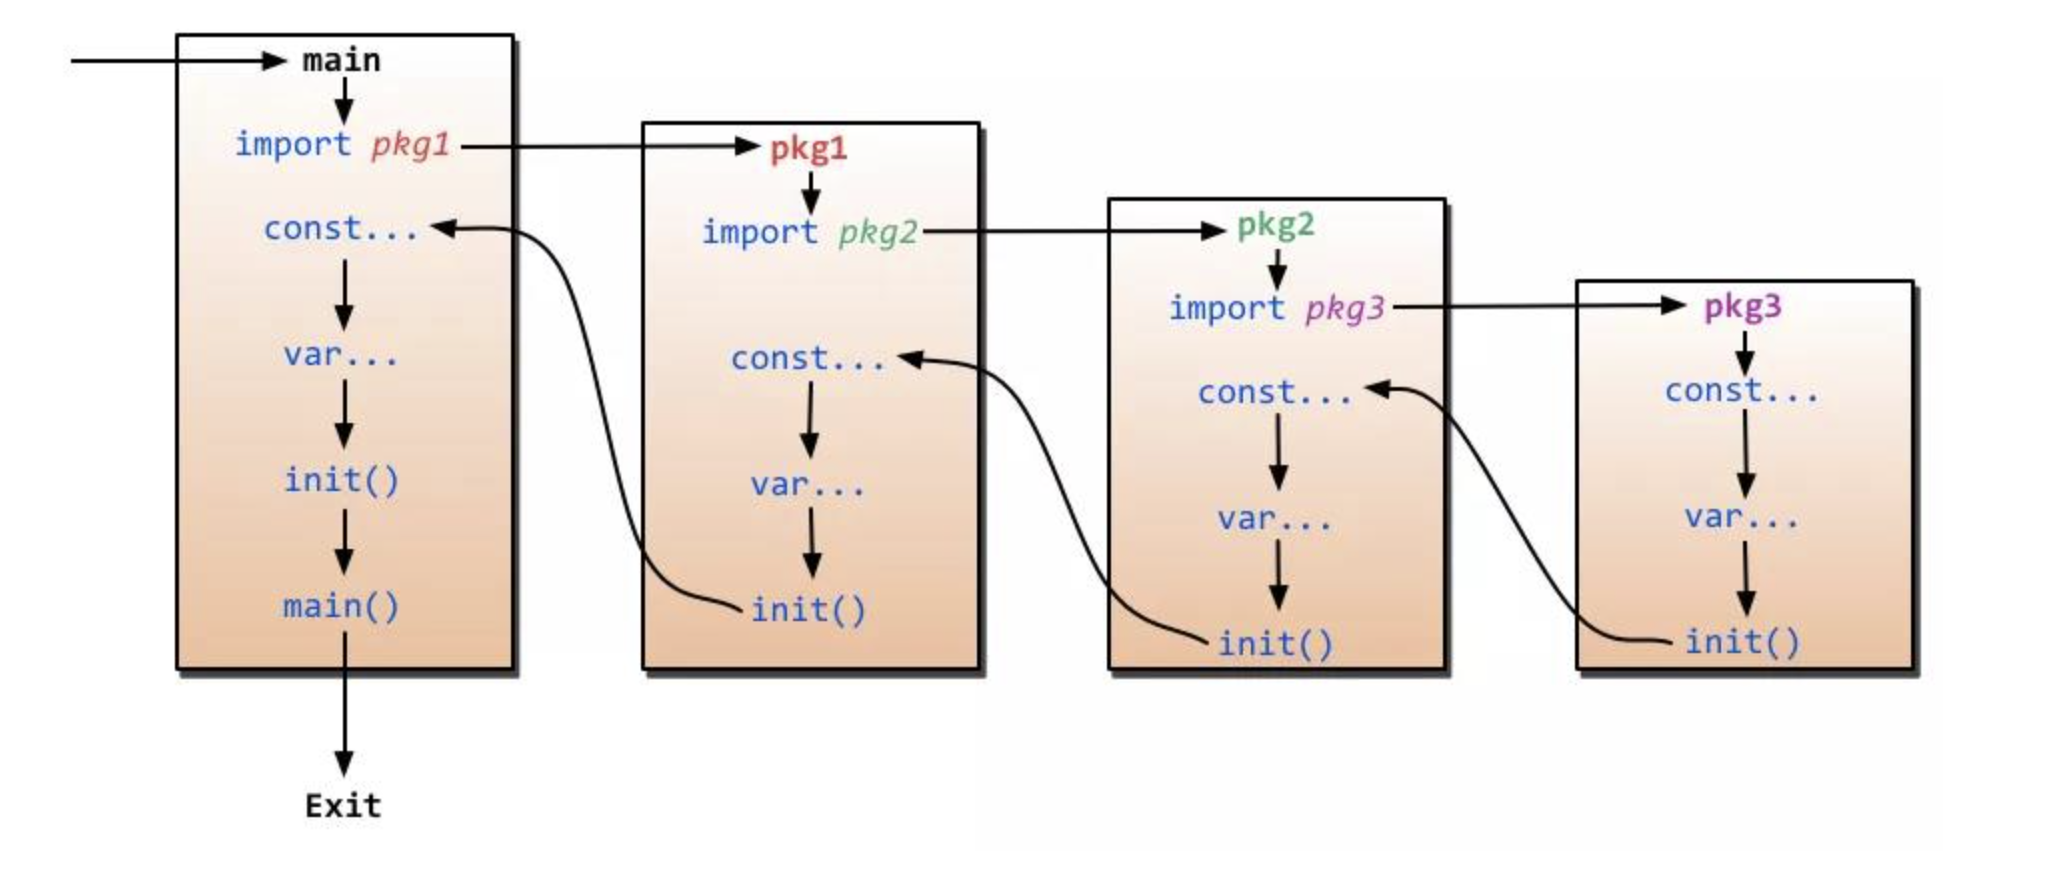 main
import pkg1
const...
var...
init()
main()
Exit
pkg1
import pkg2
const...
var...
init()
pkg2
import pkg3
const...
var...
init()
pkg3
const...
var...
init()